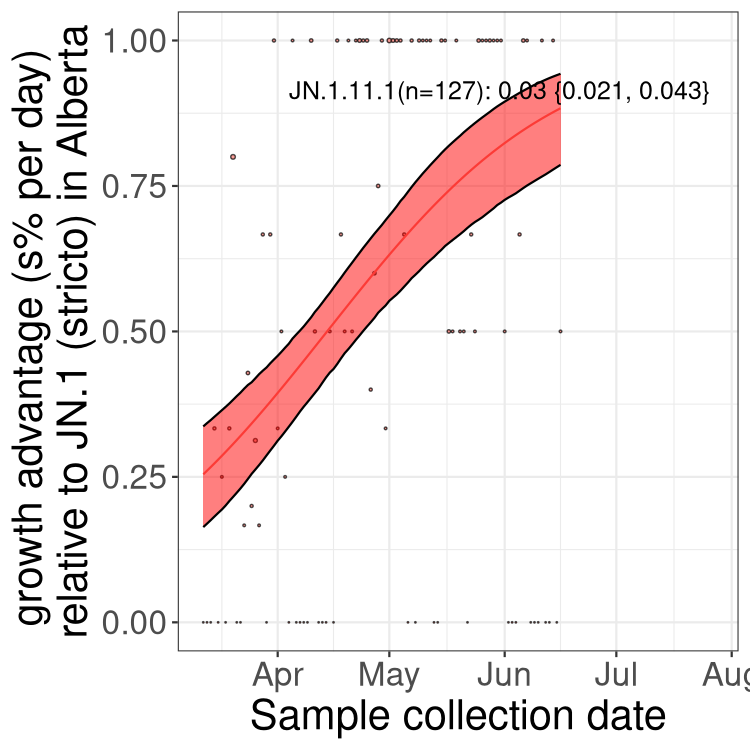 growth advantage (s% per day)
relative to JN.1 (stricto) in Alberta
1.00
0.75
0.50
0.25
0.00
JN.1.11.1(n=127): 0.03 {0.021, 0.043}
Apr May Jun Jul Aug
Sample collection date